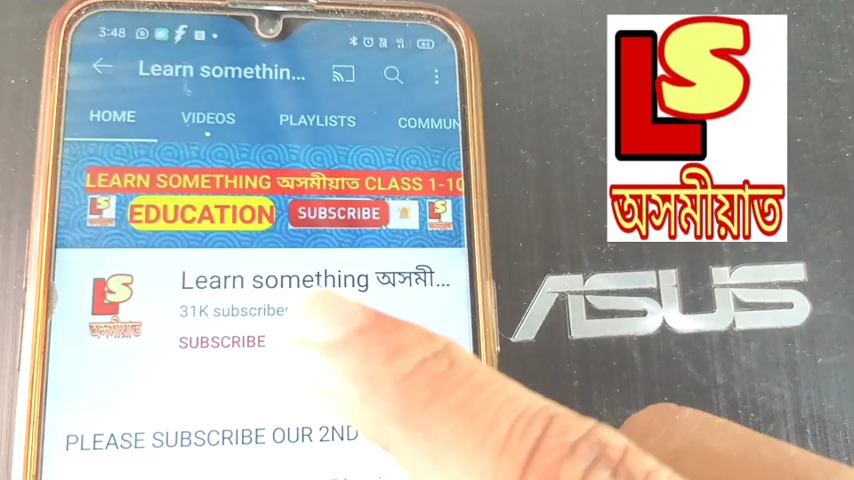 3:48
44
Learn somethin...
HOME
VIDEOS
PLAYLISTS
COMMUN
LEARN SOMETHING অসমীয়াত CLASS 1-10
EDUCATION
SUBSCRIBE
Learn something অসমী...
31K subscriber
SUBSCRIBE
PLEASE SUBSCRIBE OUR 2ND
LS
অসমীয়াত
ASUS